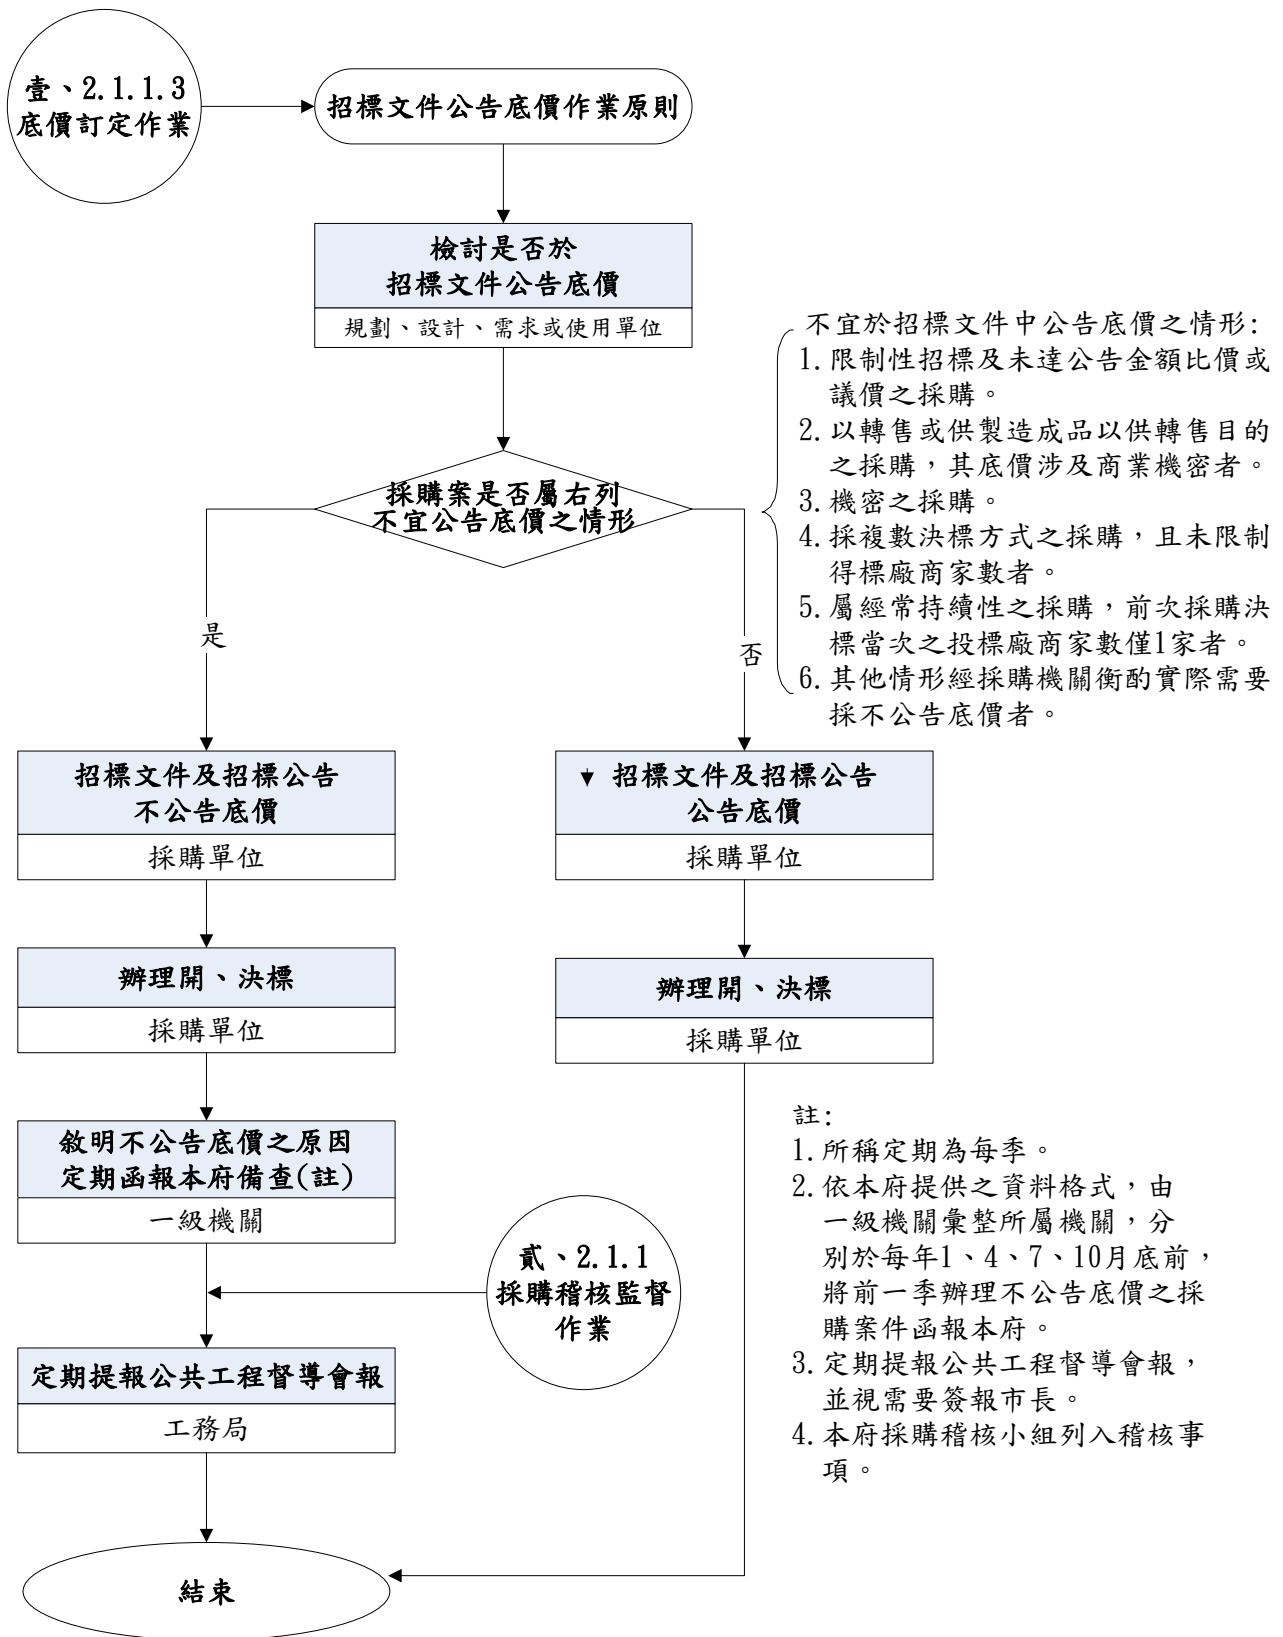 壹、2.1.1.3
底價訂定作業
招標文件公告底價作業原則
檢討是否於
招標文件公告底價
規劃、設計、需求或使用單位
採購案是否屬右列
不宜公告底價之情形
不宜於招標文件中公告底價之情形:
1.限制性招標及未達公告金額比價或
議價之採購。
2.以轉售或供製造成品以供轉售目的
之採購，其底價涉及商業機密者。
3.機密之採購。
4.採複數決標方式之採購，且未限制
得標廠商家數者。
5.屬經常持續性之採購，前次採購決
標當次之投標廠商家數僅1家者。
6.其他情形經採購機關衡酌實際需要
採不公告底價者。
是
否
招標文件及招標公告
不公告底價
採購單位
招標文件及招標公告
公告底價
採購單位
辦理開、決標
採購單位
辦理開、決標
採購單位
敘明不公告底價之原因
定期函報本府備查(註)
一級機關
貳、2.1.1
採購稽核監督
作業
定期提報公共工程督導會報
工務局
結束
註:
1.所稱定期為每季。
2.依本府提供之資料格式，由
一級機關彙整所屬機關，分
別於每年1、4、7、10月底前，
將前一季辦理不公告底價之採
購案件函報本府。
3.定期提報公共工程督導會報，
並視需要簽報市長。
4.本府採購稽核小組列入稽核事
項。